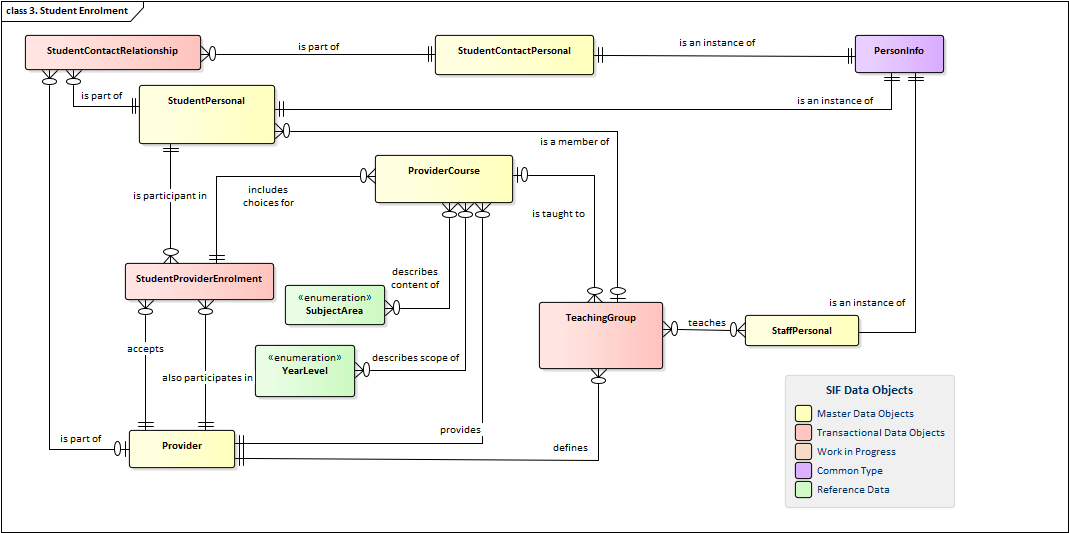 class 3. Student Enrolment
StudentContactRelationship
is part of
StudentContactPersonal
is an instance of
PersonInfo
is part of
StudentPersonal
is an instance of
is a member of
ProviderCourse
is participant in
includes
choices for
is taught to
StudentProviderEnrolment
describes
content of
«enumeration»
SubjectArea
is an instance of
TeachingGroup
teaches
StaffPersonal
accepts
«enumeration»
YearLevel
describes scope of
also participates in
is part of
Provider
provides
defines
SIF Data Objects
Master Data Objects
Transactional Data Objects
Work in Progress
Common Type
Reference Data